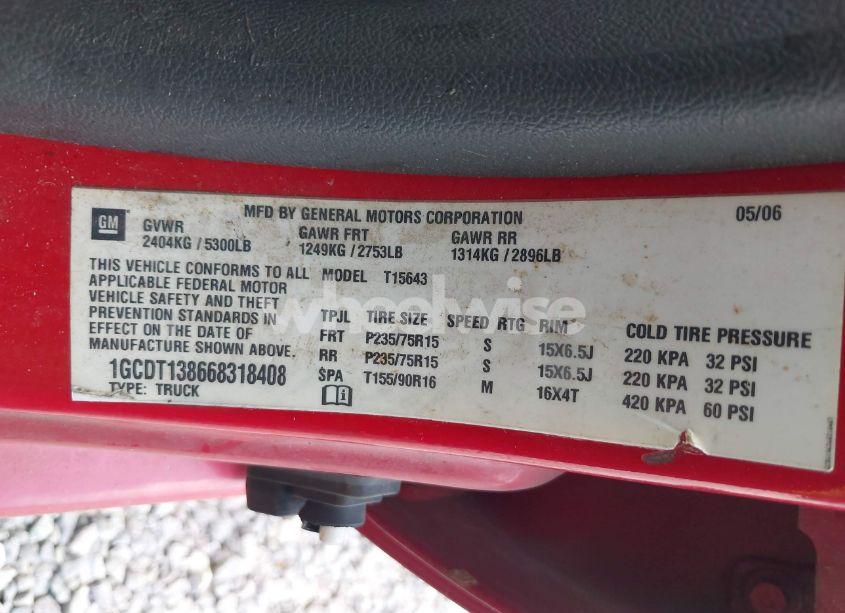 MFD BY GENERAL MOTORS CORPORATION 05/06
GM
GVWR GAWR FRT GAWR RR
2404KG / 5300LB 1249KG / 2753LB 1314KG / 2896LB
THIS VEHICLE CONFORMS TO ALL MODEL T15643
APPLICABLE FEDERAL MOTOR
VEHICLE SAFETY AND THEFT
PREVENTION STANDARDS IN
EFFECT ON THE DATE OF
MANUFACTURE SHOWN ABOVE.
1GCDT138668318408
TYPE: TRUCK
TPJL TIRE SIZE SPEED RTG RIM COLD TIRE PRESSURE
FRT P235/75R15 S 15X6.5J 220 KPA 32 PSI
RR P235/75R15 S 15X6.5J 220 KPA 32 PSI
SPA T155/90R16 M 16X4T 420 KPA 60 PSI
wheelwise